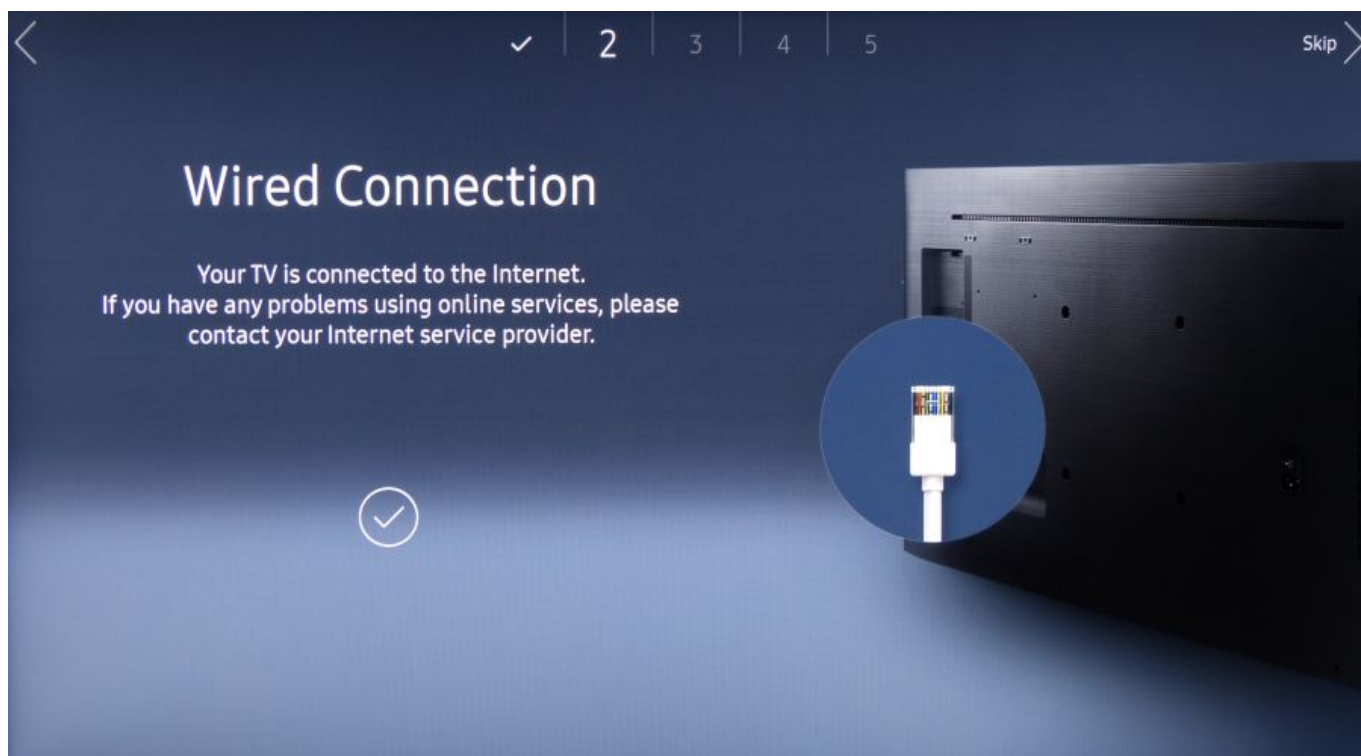 2 3 4 5 Skip
Wired Connection
Your TV is connected to the Internet.
If you have any problems using online services, please
contact your Internet service provider.